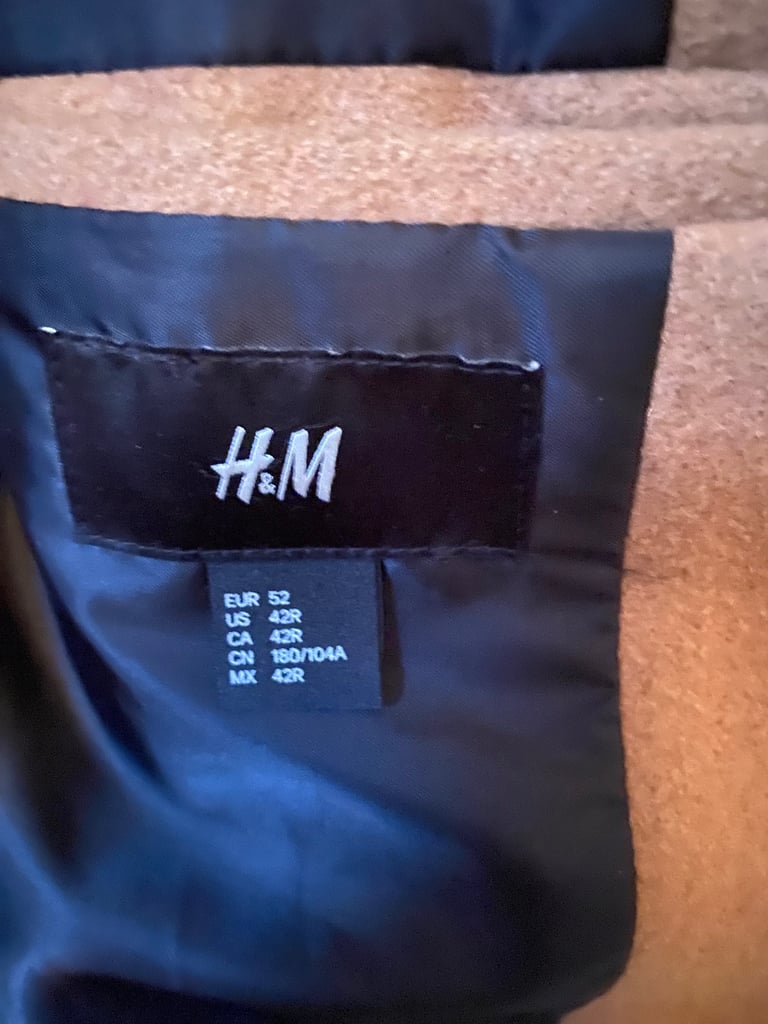 H&M
EUR 52
US 42R
CA 42R
CN 180/104A
MX 42R